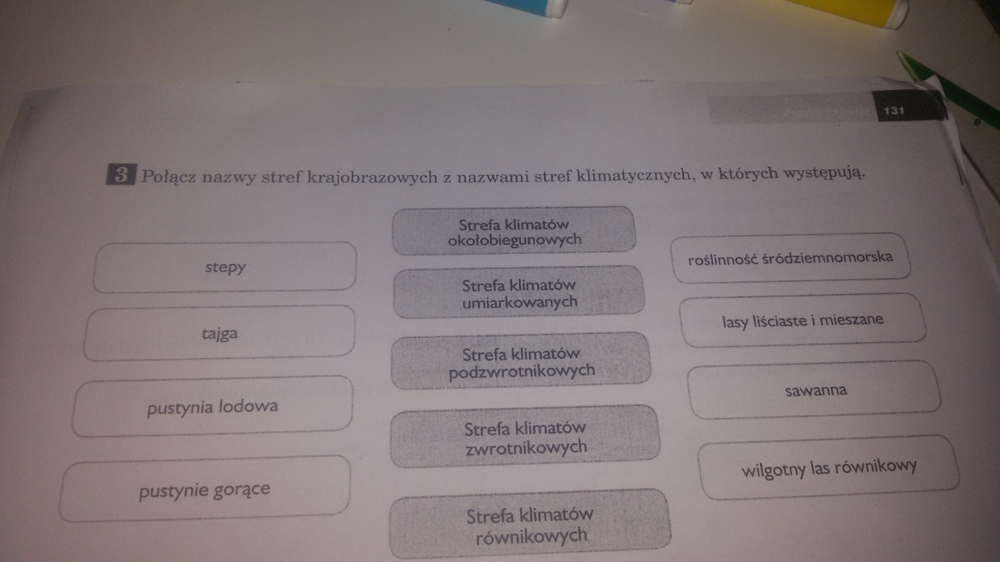 131
3 Połącz nazwy stref krajobrazowych z nazwami stref klimatycznych, w których występują.
stepy
tajga
pustynia lodowa
pustynie gorące
Strefa klimatów
okołobiegunowych
Strefa klimatów
umiarkowanych
Strefa klimatów
podzwrotnikowych
Strefa klimatów
zwrotnikowych
Strefa klimatów
równikowych
roślinność śródziemnomorska
lasy liściaste i mieszane
sawanna
wilgotny las równikowy